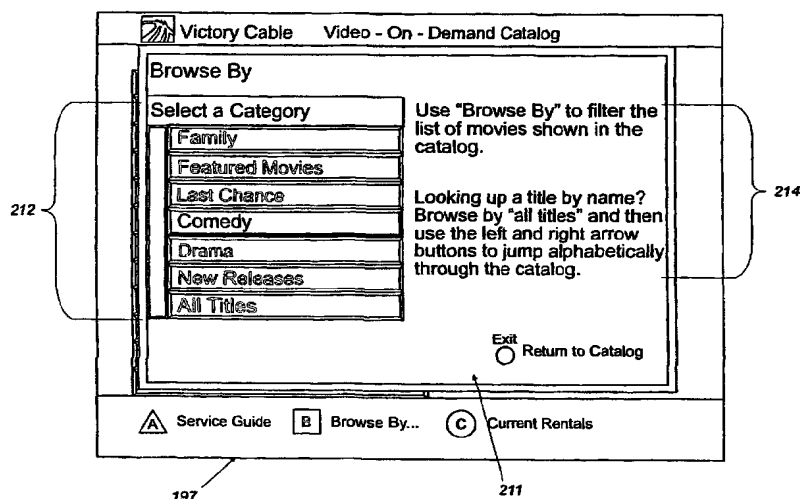 Victory Cable Video - On - Demand Catalog
Browse By
Select a Category
Family
Featured Movies
Last Chance
Comedy
Drama
New Releases
All Titles
Use "Browse By" to filter the
list of movies shown in the
catalog.
Looking up a title by name?
Browse by "all titles" and then
use the left and right arrow
buttons to jump alphabetically
through the catalog.
Exit
Return to Catalog
A Service Guide B Browse By... C Current Rentals
212
214
197
211